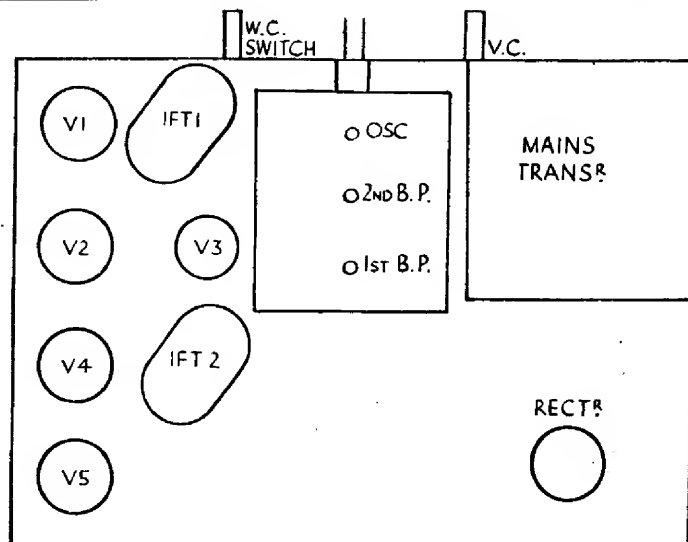 W.C.
SWITCH
V.C.
V1
IFT1
OSC
MAINS
TRANSR
2ND B.P.
V2
V3
1ST B.P.
V4
IFT 2
RECTR
V5